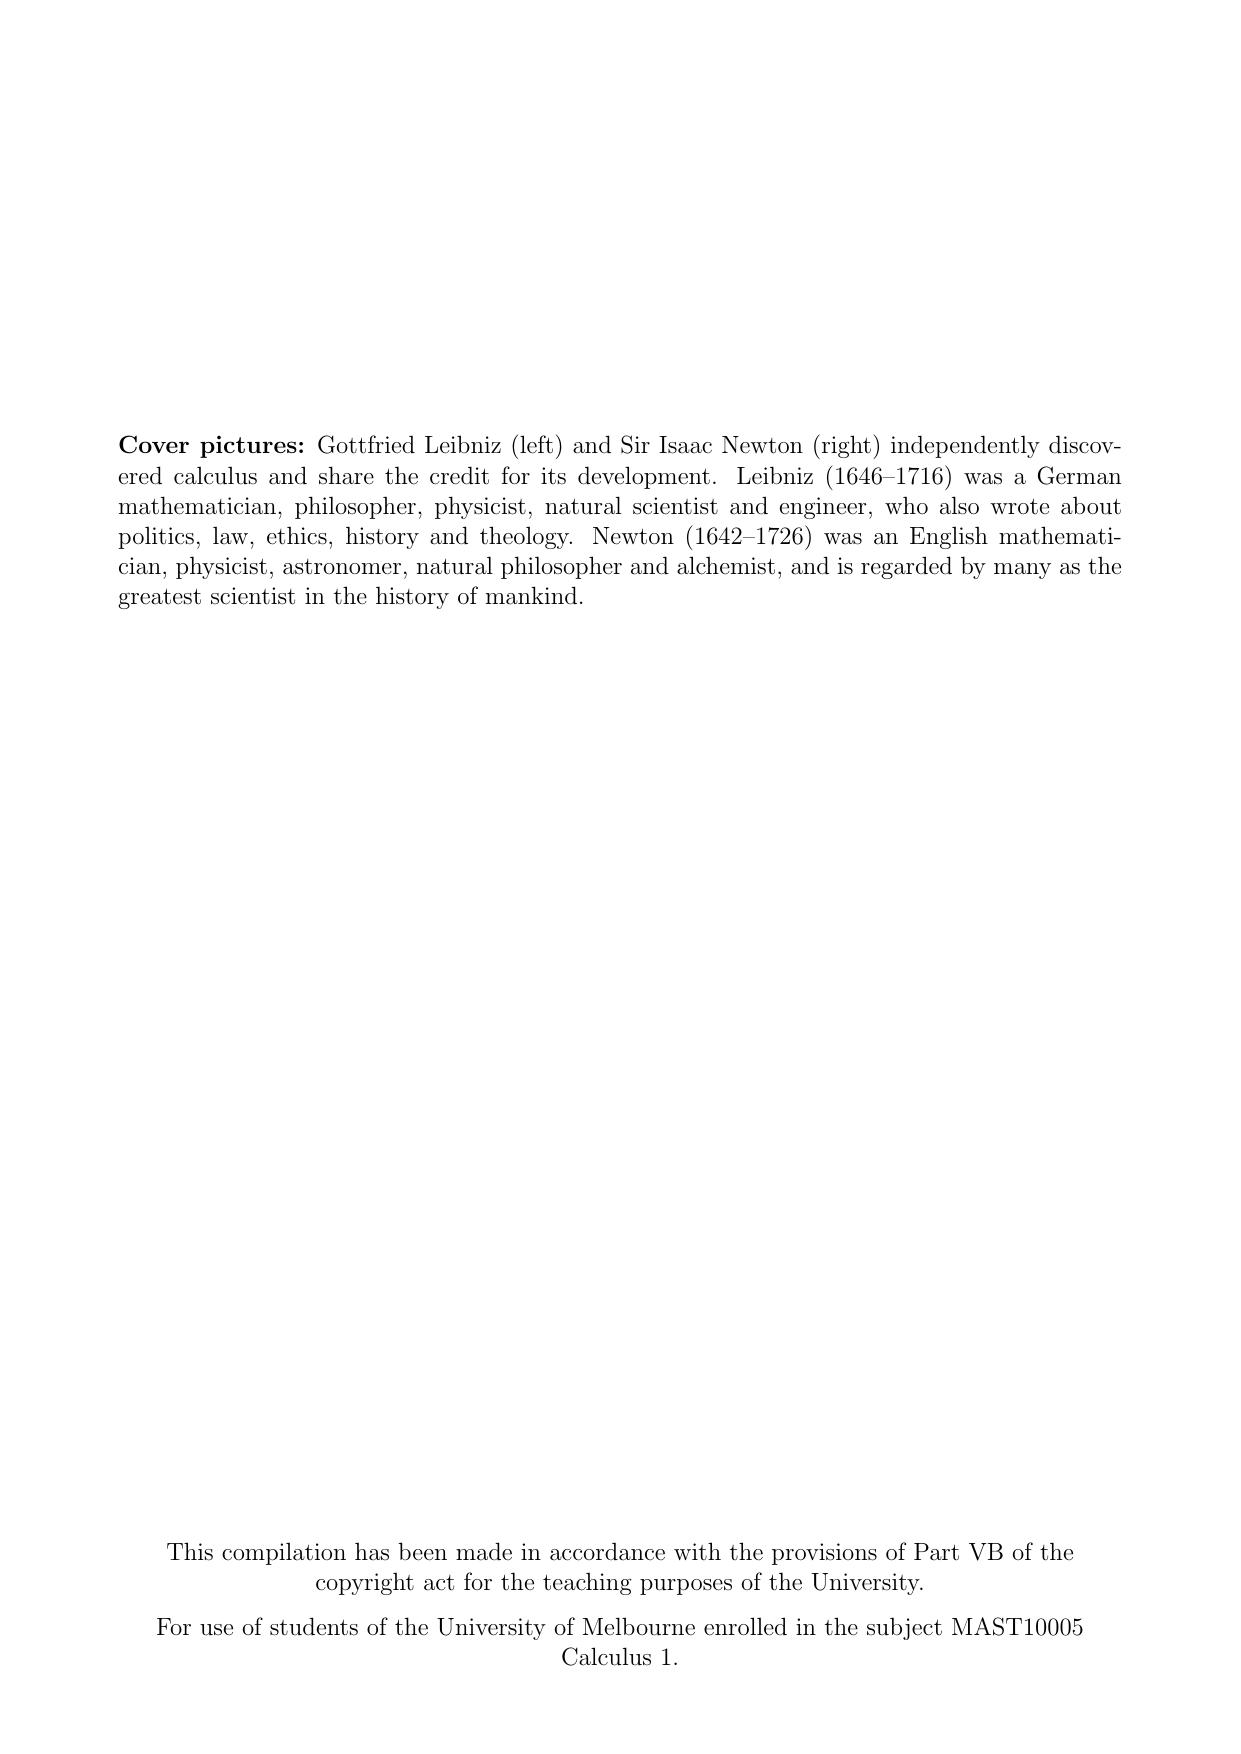 Cover pictures: Gottfried Leibniz (left) and Sir Isaac Newton (right) independently discov-
ered calculus and share the credit for its development. Leibniz (1646–1716) was a German
mathematician, philosopher, physicist, natural scientist and engineer, who also wrote about
politics, law, ethics, history and theology. Newton (1642–1726) was an English mathemati-
cian, physicist, astronomer, natural philosopher and alchemist, and is regarded by many as the
greatest scientist in the history of mankind.
This compilation has been made in accordance with the provisions of Part VB of the
copyright act for the teaching purposes of the University.
For use of students of the University of Melbourne enrolled in the subject MAST10005
Calculus 1.